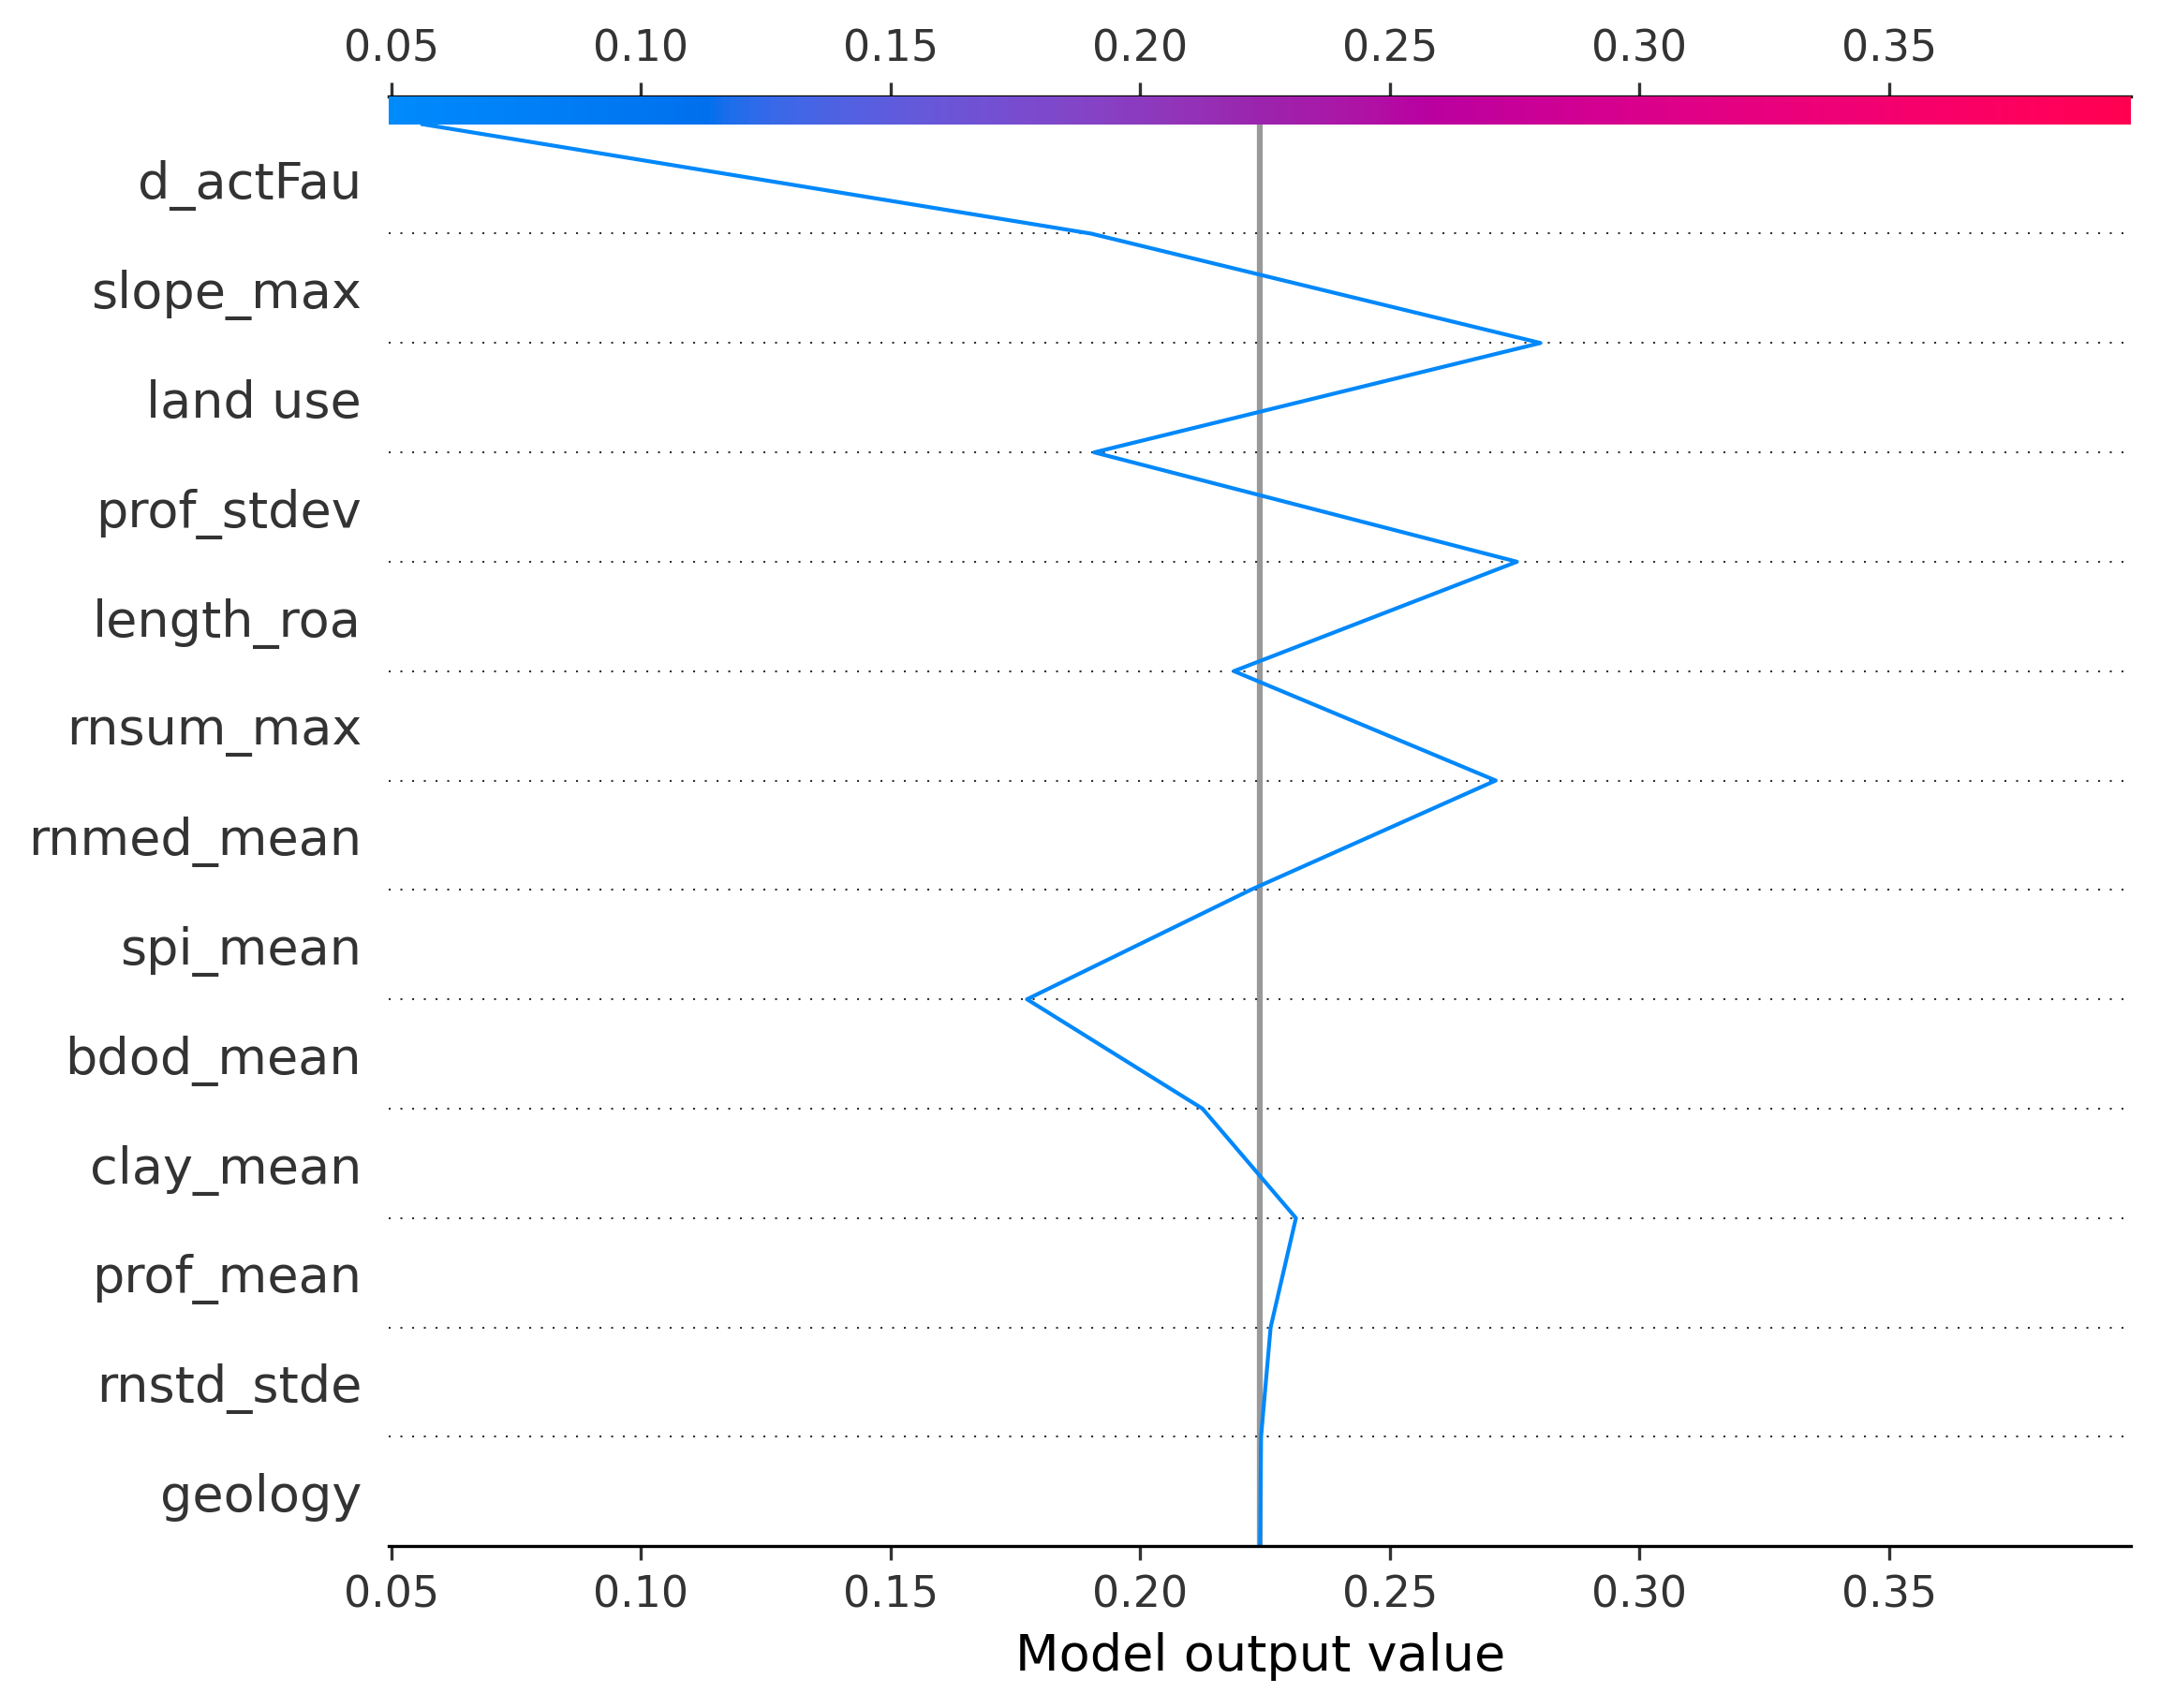 0.05 0.10 0.15 0.20 0.25 0.30 0.35
d_actFau
slope_max
land use
prof_stdev
length_roa
rnsum_max
rnmed_mean
spi_mean
bdod_mean
clay_mean
prof_mean
rnstd_stde
geology
0.05 0.10 0.15 0.20 0.25 0.30 0.35
Model output value